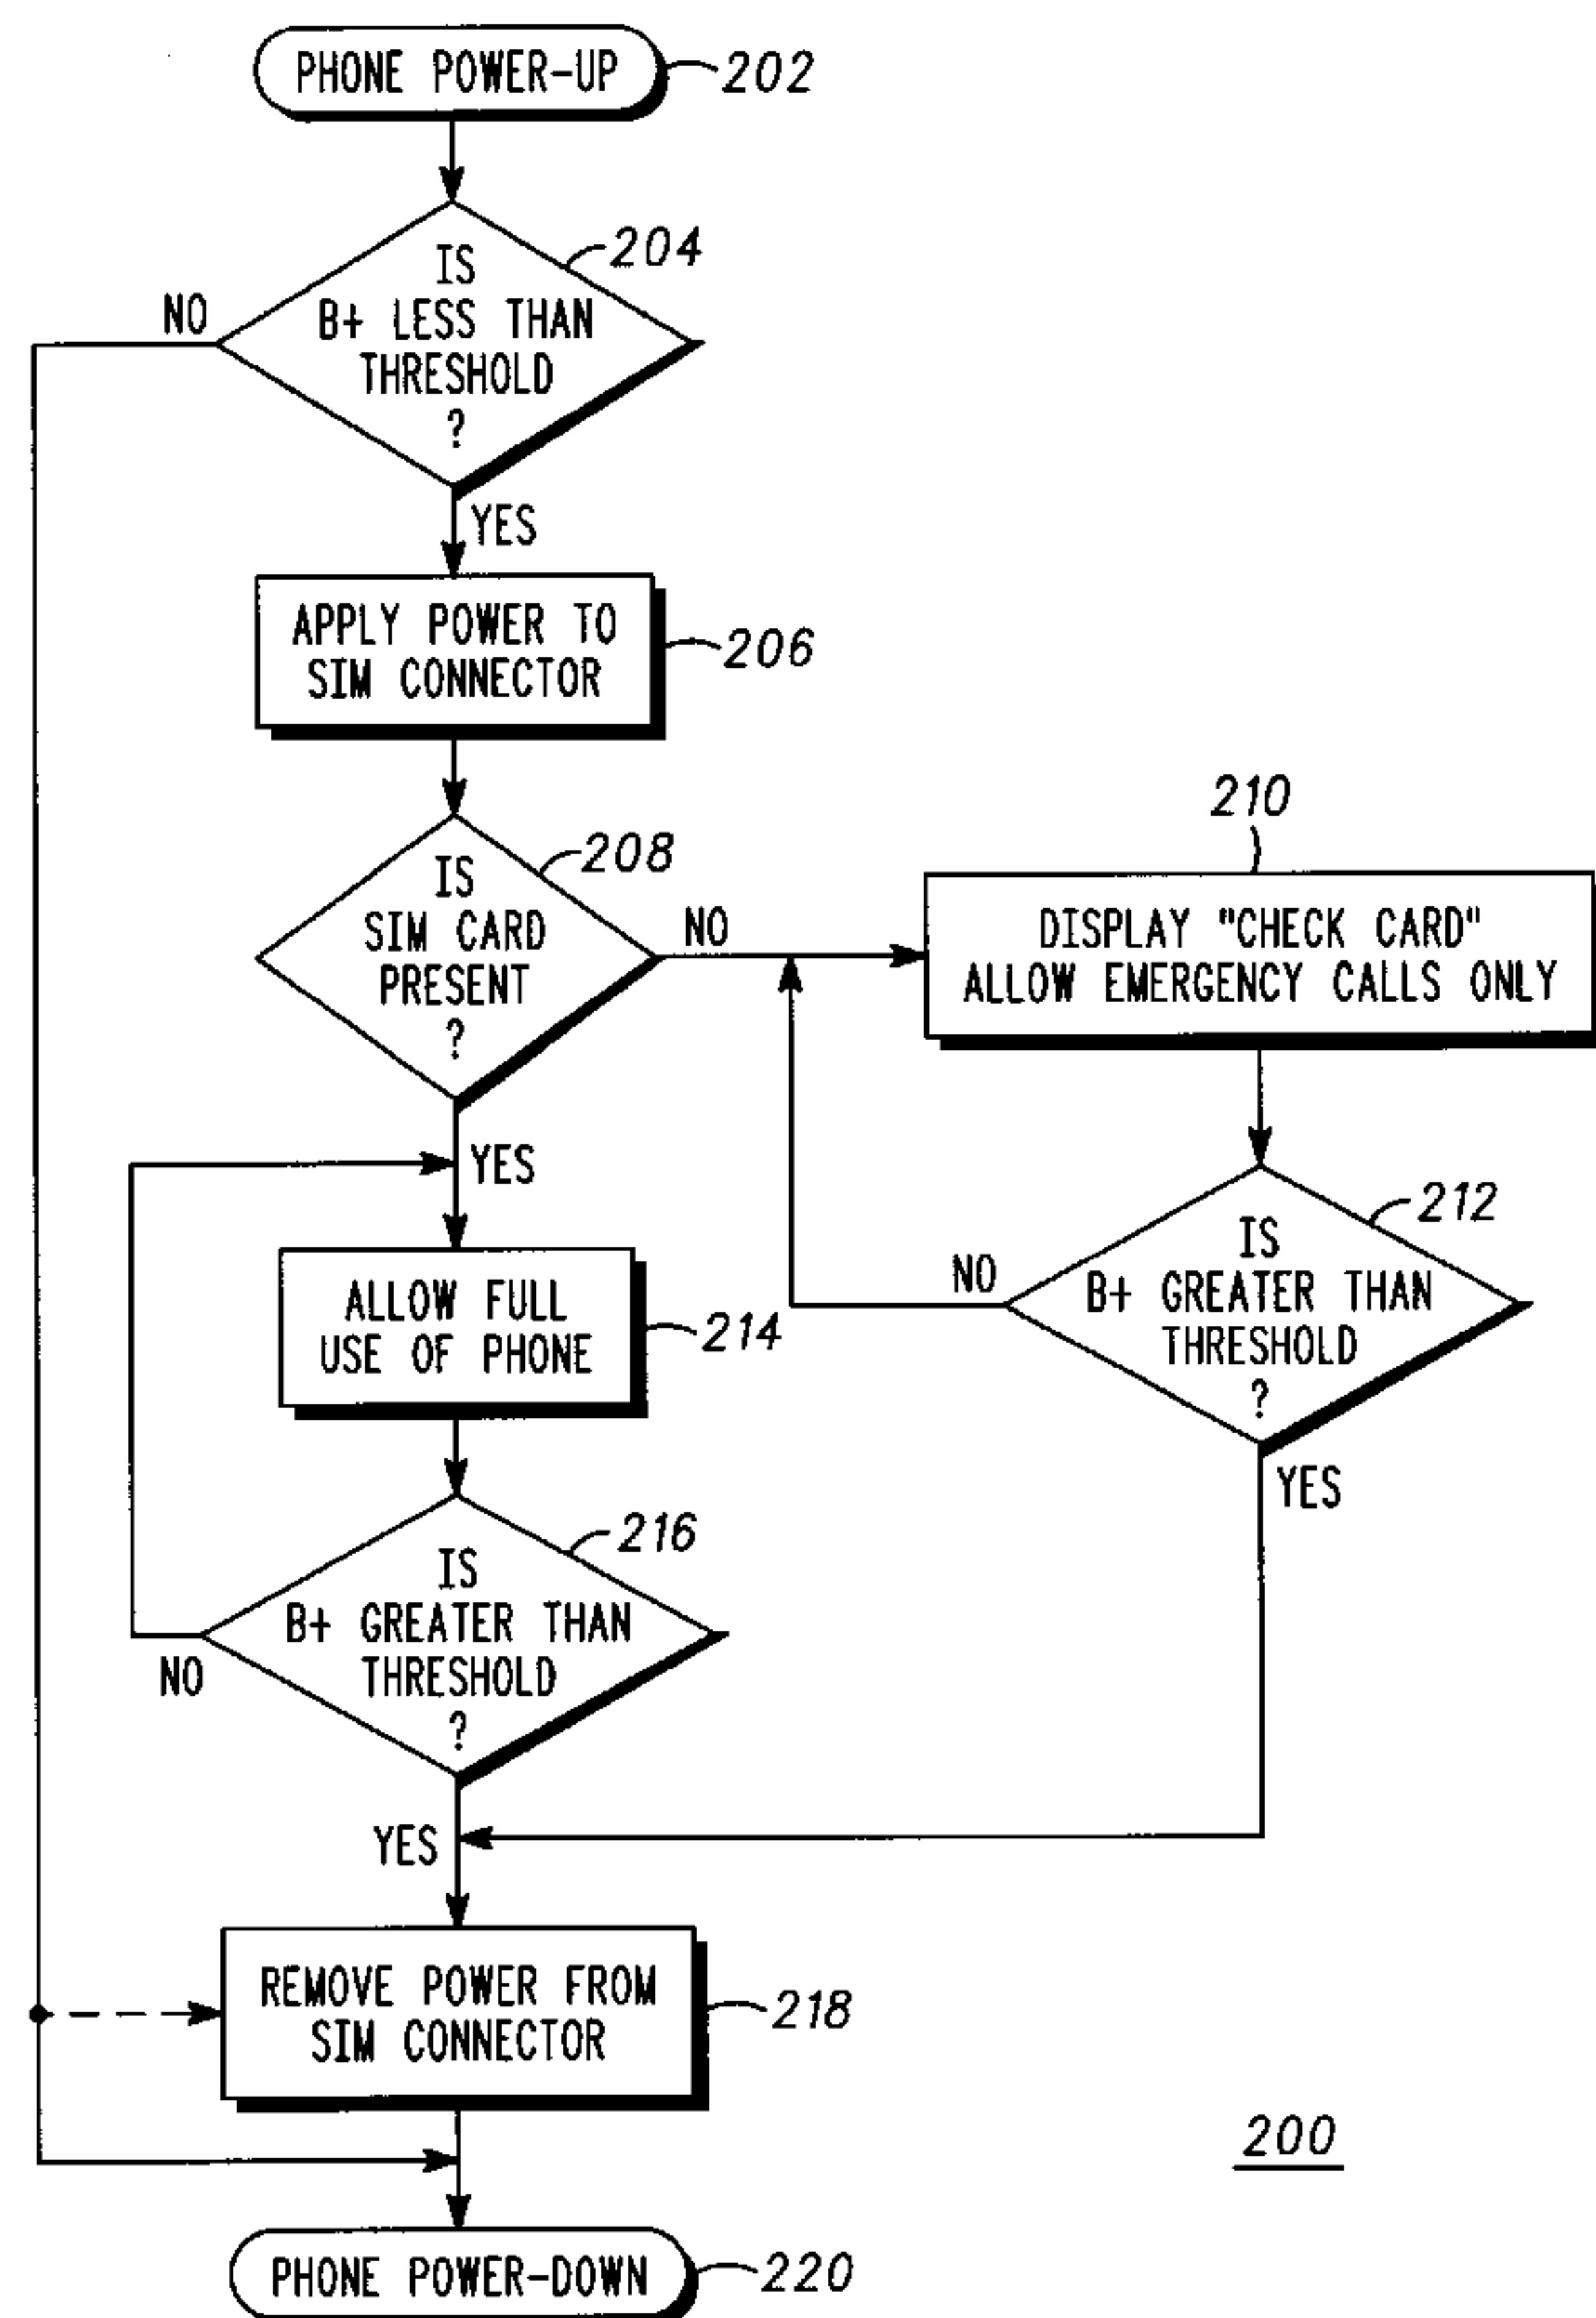 PHONE POWER-UP
202
IS
B+ LESS THAN
THRESHOLD
?
204
NO
YES
APPLY POWER TO
SIM CONNECTOR
206
IS
SIM CARD
PRESENT
?
208
NO
YES
210
DISPLAY "CHECK CARD"
ALLOW EMERGENCY CALLS ONLY
IS
B+ GREATER THAN
THRESHOLD
?
212
NO
YES
ALLOW FULL
USE OF PHONE
214
IS
B+ GREATER THAN
THRESHOLD
?
216
NO
YES
REMOVE POWER FROM
SIM CONNECTOR
218
200
PHONE POWER-DOWN
220